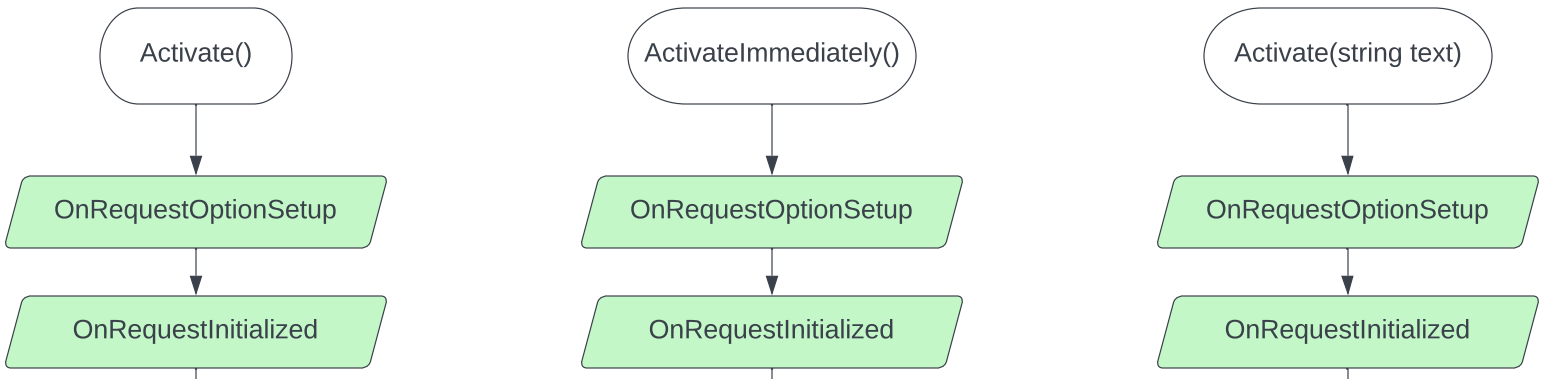 Activate()
ActivateImmediately()
Activate(string text)
OnRequestOptionSetup
OnRequestOptionSetup
OnRequestOptionSetup
OnRequestInitialized
OnRequestInitialized
OnRequestInitialized